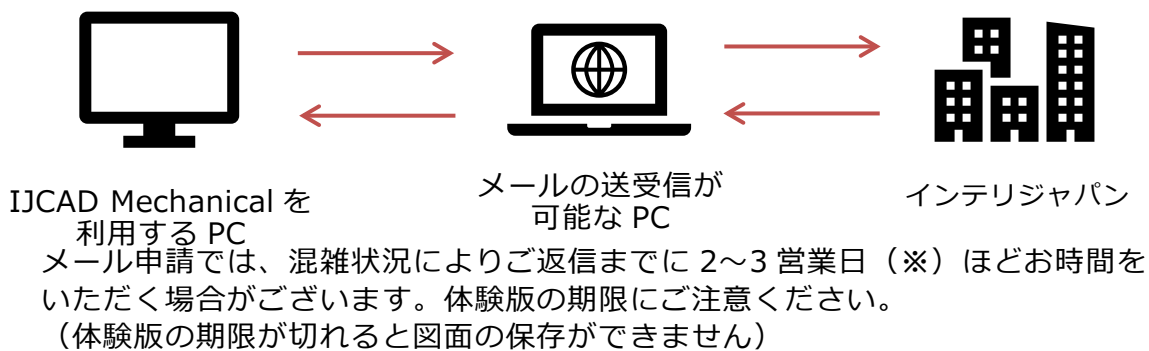 IJCAD Mechanical を
利用する PC
メールの送受信が
可能な PC
インテリジャパン
メール申請では、混雑状況によりご返信までに 2～3 営業日（※）ほどお時間を
いただく場合がございます。体験版の期限にご注意ください。
（体験版の期限が切れると図面の保存ができません）